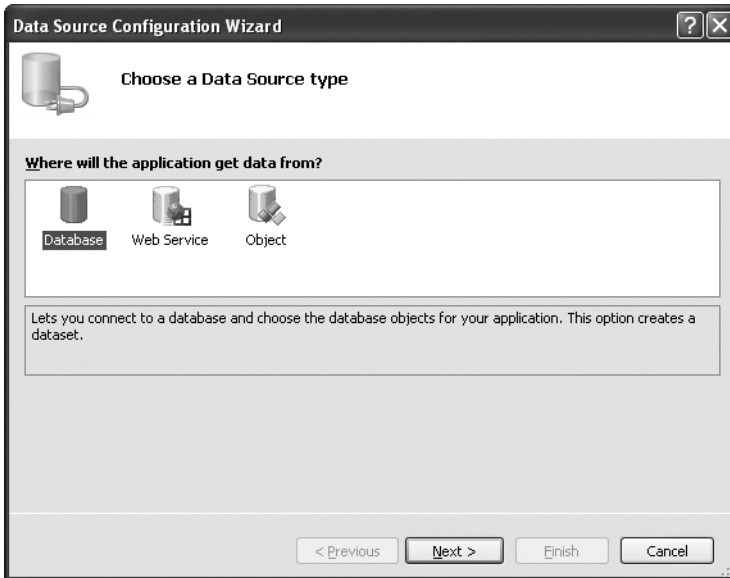 Data Source Configuration Wizard
Choose a Data Source type
Where will the application get data from?
Database Web Service Object
Lets you connect to a database and choose the database objects for your application. This option creates a
dataset.
< Previous Next > Finish Cancel